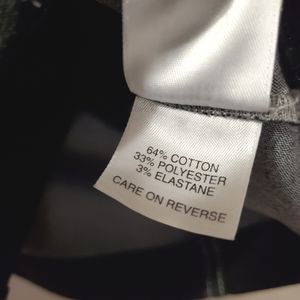 64% COTTON
33% POLYESTER
3% ELASTANE
CARE ON REVERSE